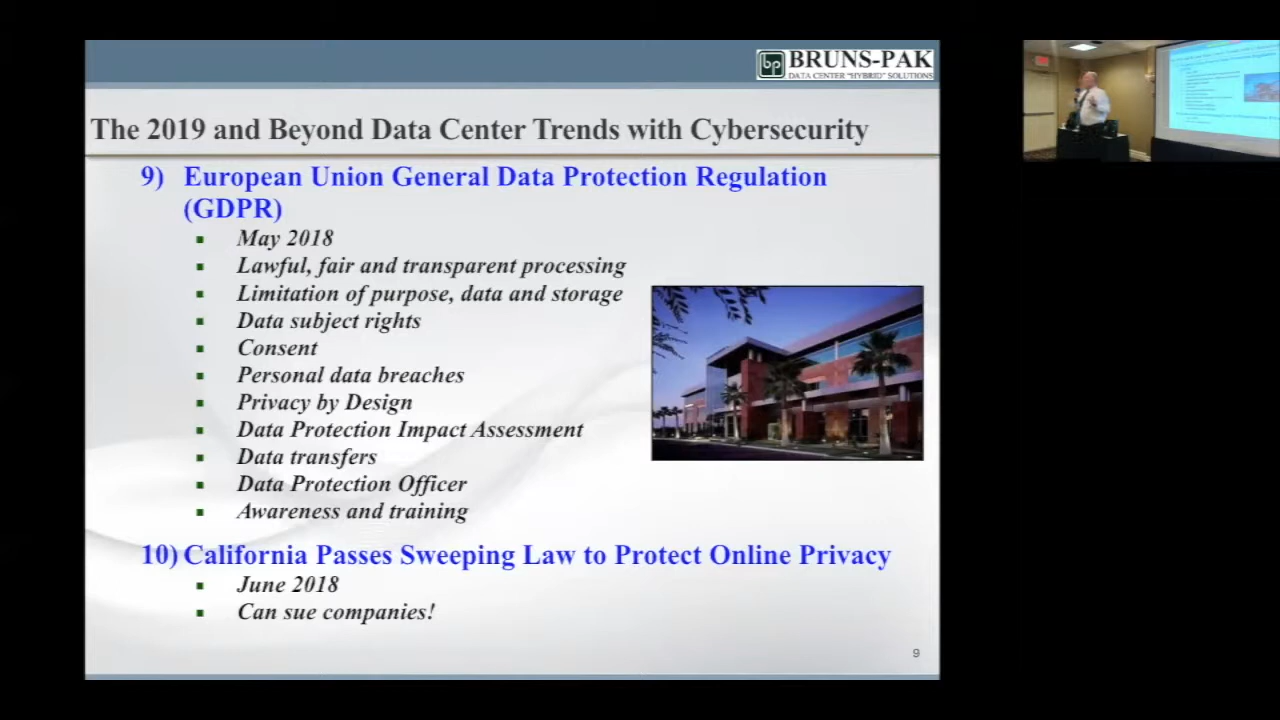 bp BRUNS-PAK
DATA CENTER "HYBRID" SOLUTIONS
The 2019 and Beyond Data Center Trends with Cybersecurity
9) European Union General Data Protection Regulation
(GDPR)
▪ May 2018
▪ Lawful, fair and transparent processing
▪ Limitation of purpose, data and storage
▪ Data subject rights
▪ Consent
▪ Personal data breaches
▪ Privacy by Design
▪ Data Protection Impact Assessment
▪ Data transfers
▪ Data Protection Officer
▪ Awareness and training
10) California Passes Sweeping Law to Protect Online Privacy
▪ June 2018
▪ Can sue companies!
9